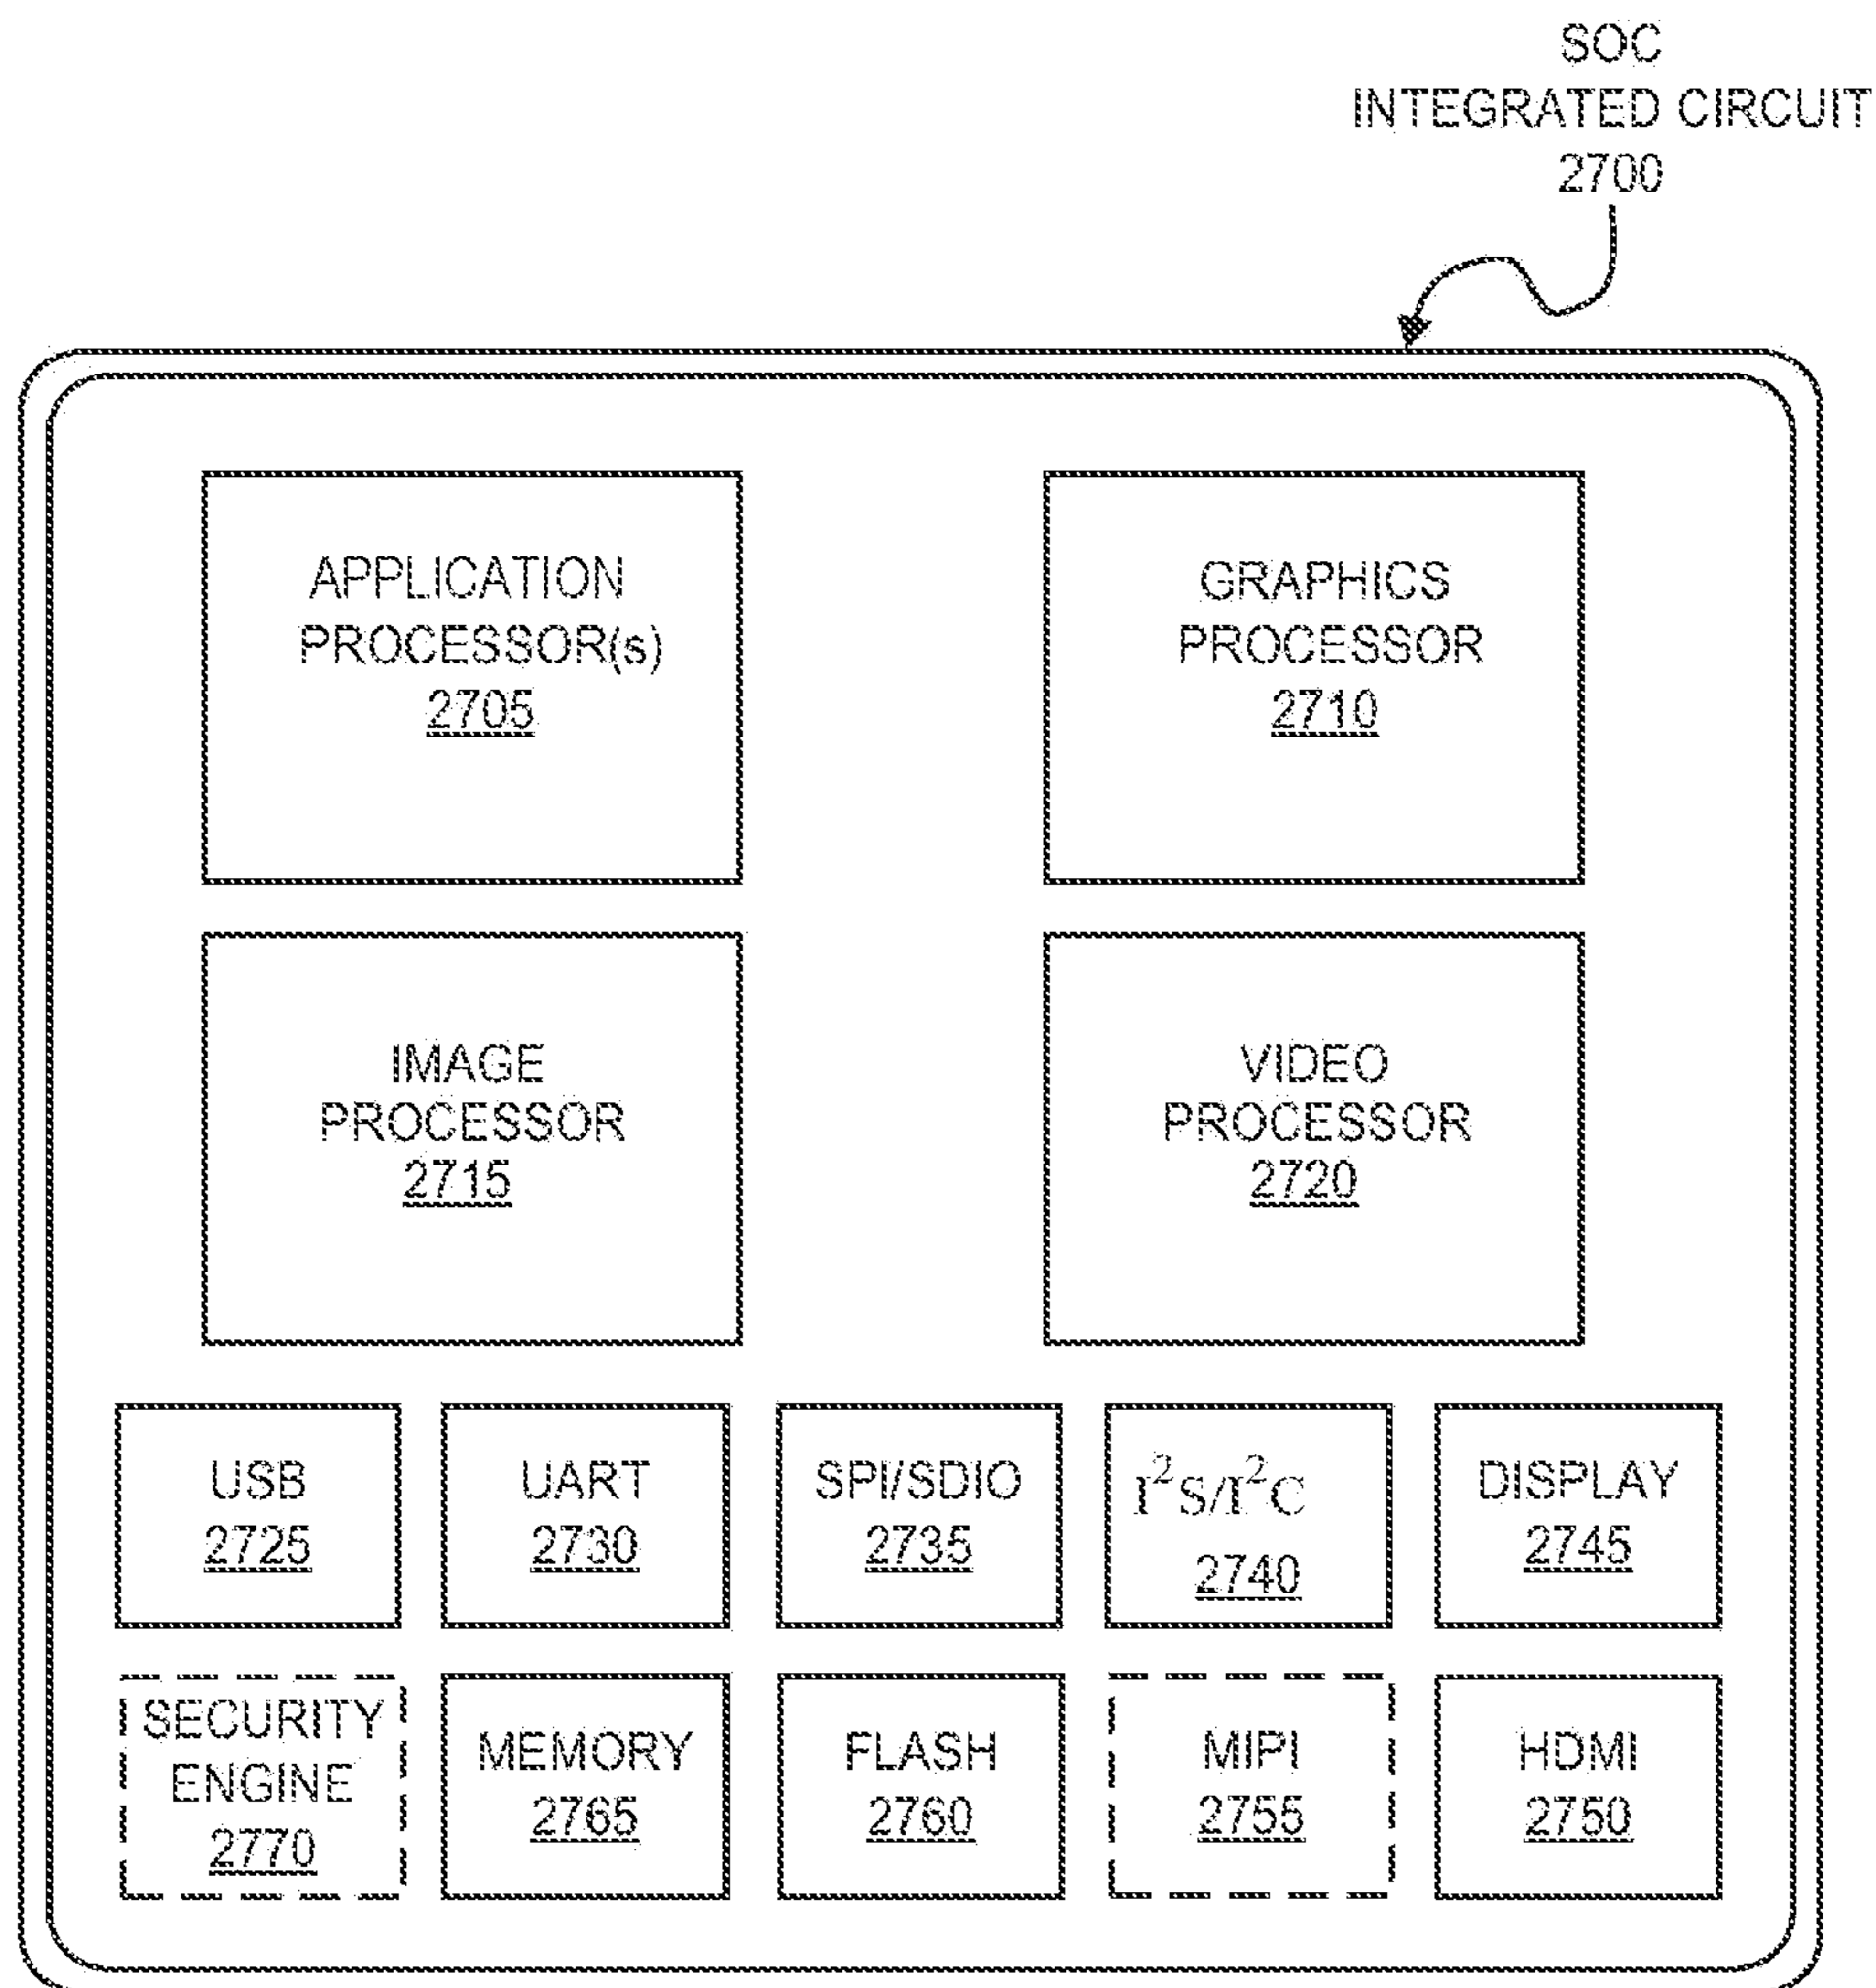 SOC
INTEGRATED CIRCUIT
2700
APPLICATION
PROCESSOR(s)
2705
GRAPHICS
PROCESSOR
2710
IMAGE
PROCESSOR
2715
VIDEO
PROCESSOR
2720
USB
2725
UART
2730
SPI/SDIO
2735
I²S/I²C
2740
DISPLAY
2745
SECURITY
ENGINE
2770
MEMORY
2765
FLASH
2760
MIPI
2755
HDMI
2750